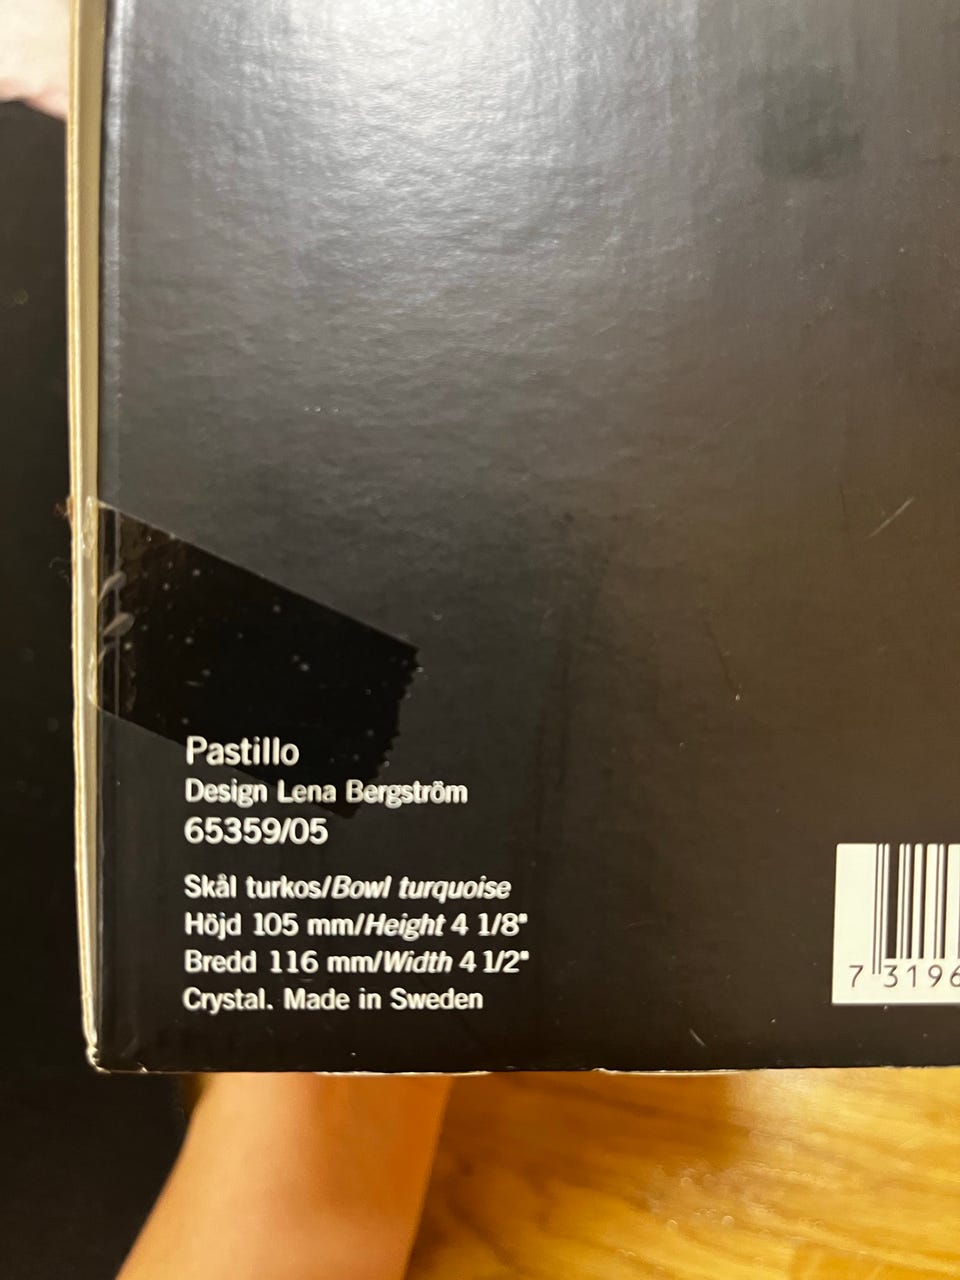 Pastillo
Design Lena Bergström
65359/05
Skål turkos/Bowl turquoise
Höjd 105 mm/Height 4 1/8"
Bredd 116 mm/Width 4 1/2"
Crystal. Made in Sweden
7 3196